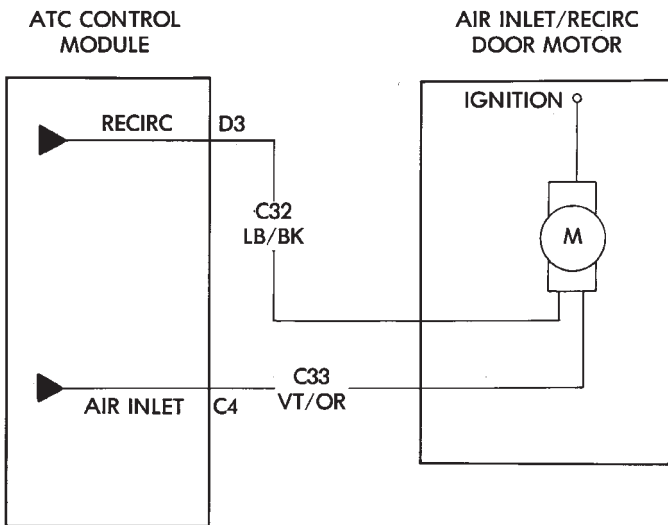 ATC CONTROL
MODULE
AIR INLET/RECIRC
DOOR MOTOR
IGNITION
RECIRC
D3
C32
LB/BK
M
C33
VT/OR
AIR INLET
C4